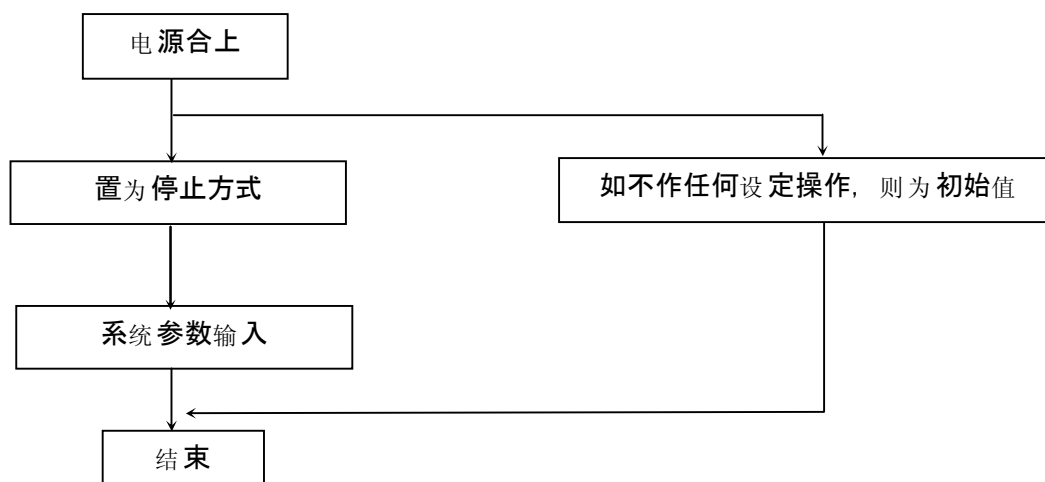 电源合上
置为停止方式
如不作任何设定操作，则为初始值
系统参数输入
结束